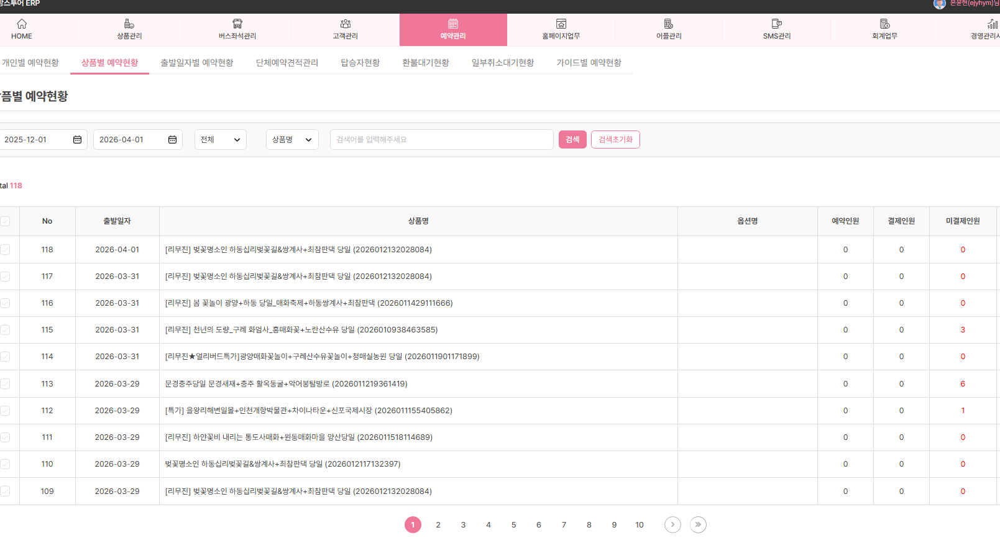 투어 ERP
은윤현(ejyhym)님
HOME 상품관리 버스좌석관리 고객관리 예약관리 홈페이지업무 어플관리 SMS관리 회계업무 경영관리
개인별 예약현황 상품별 예약현황 출발일자별 예약현황 단체예약견적관리 탑승자현황 환불대기현황 일부취소대기현황 가이드별 예약현황
품별 예약현황
2025-12-01 2026-04-01 전체 상품명 검색어를 입력해주세요 검색 검색초기화
tal 118
No 출발일자 상품명 옵션명 예약인원 결제인원 미결제인원
118 2026-04-01 [리무진] 벚꽃명소인 하동십리벚꽃길&쌍계사+최참판댁 당일 (2026012132028084) 0 0 0
117 2026-03-31 [리무진] 벚꽃명소인 하동십리벚꽃길&쌍계사+최참판댁 당일 (2026012132028084) 0 0 0
116 2026-03-31 [리무진] 봄 꽃놀이 광양+하동 당일_매화축제+하동쌍계사+최참판댁 (2026011429111666) 0 0 0
115 2026-03-31 [리무진] 천년의 도량_구례 화엄사_홍매화꽃+노란산수유 당일 (2026010938463585) 0 0 3
114 2026-03-31 [리무진★얼리버드특가]광양매화꽃놀이+구례산수유꽃놀이+청매실농원 당일 (2026011901171899) 0 0 0
113 2026-03-29 문경충주당일 문경새재+충주 활옥동굴+악어봉탐방로 (2026011219361419) 0 0 6
112 2026-03-29 [특가] 을왕리해변일몰+인천개항박물관+차이나타운+신포국제시장 (2026011155405862) 0 0 1
111 2026-03-29 [리무진] 하얀꽃비 내리는 통도사매화+원동매화마을 양산당일 (2026011518114689) 0 0 0
110 2026-03-29 벚꽃명소인 하동십리벚꽃길&쌍계사+최참판댁 당일 (2026012117132397) 0 0 0
109 2026-03-29 [리무진] 벚꽃명소인 하동십리벚꽃길&쌍계사+최참판댁 당일 (2026012132028084) 0 0 0
1 2 3 4 5 6 7 8 9 10